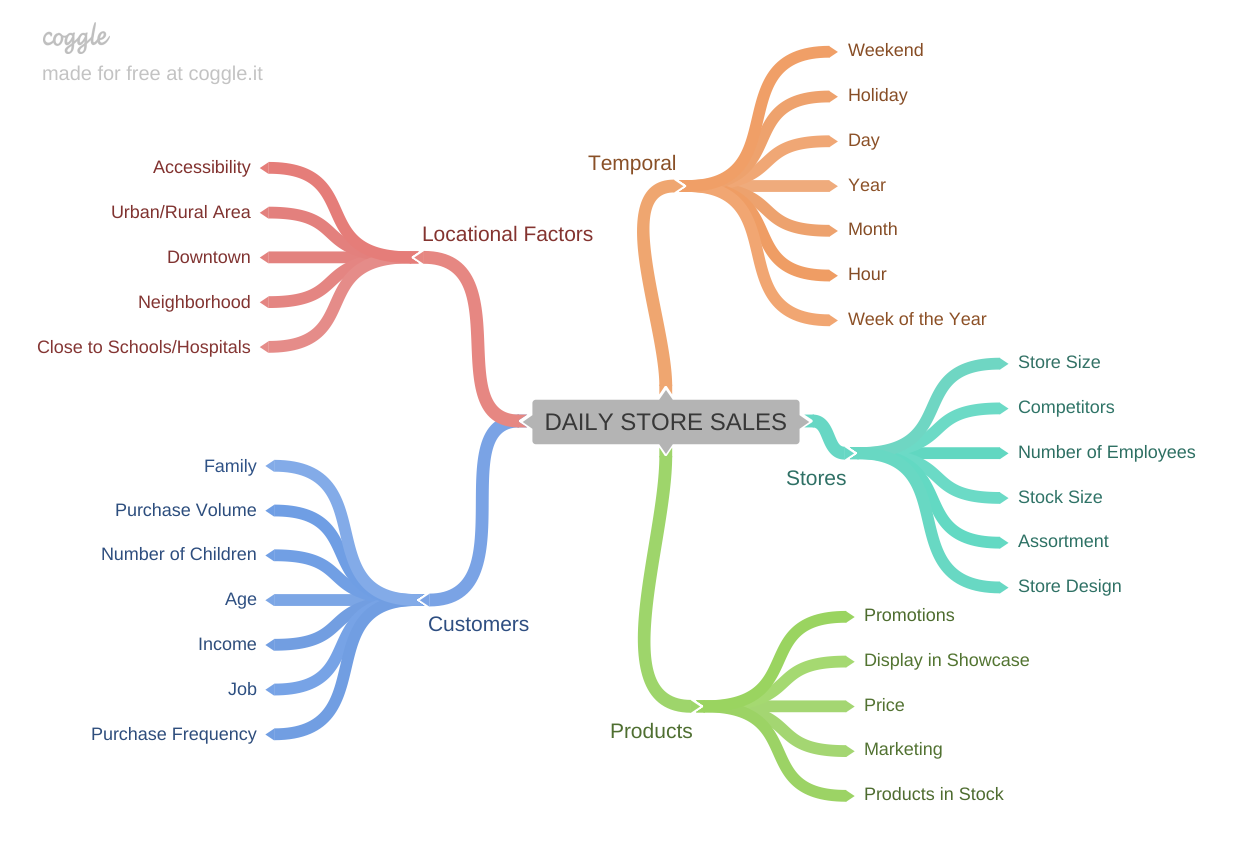 coggle
made for free at coggle.it
Temporal
Weekend
Holiday
Day
Year
Month
Hour
Week of the Year
Locational Factors
Accessibility
Urban/Rural Area
Downtown
Neighborhood
Close to Schools/Hospitals
DAILY STORE SALES
Stores
Store Size
Competitors
Number of Employees
Stock Size
Assortment
Store Design
Customers
Family
Purchase Volume
Number of Children
Age
Income
Job
Purchase Frequency
Products
Promotions
Display in Showcase
Price
Marketing
Products in Stock